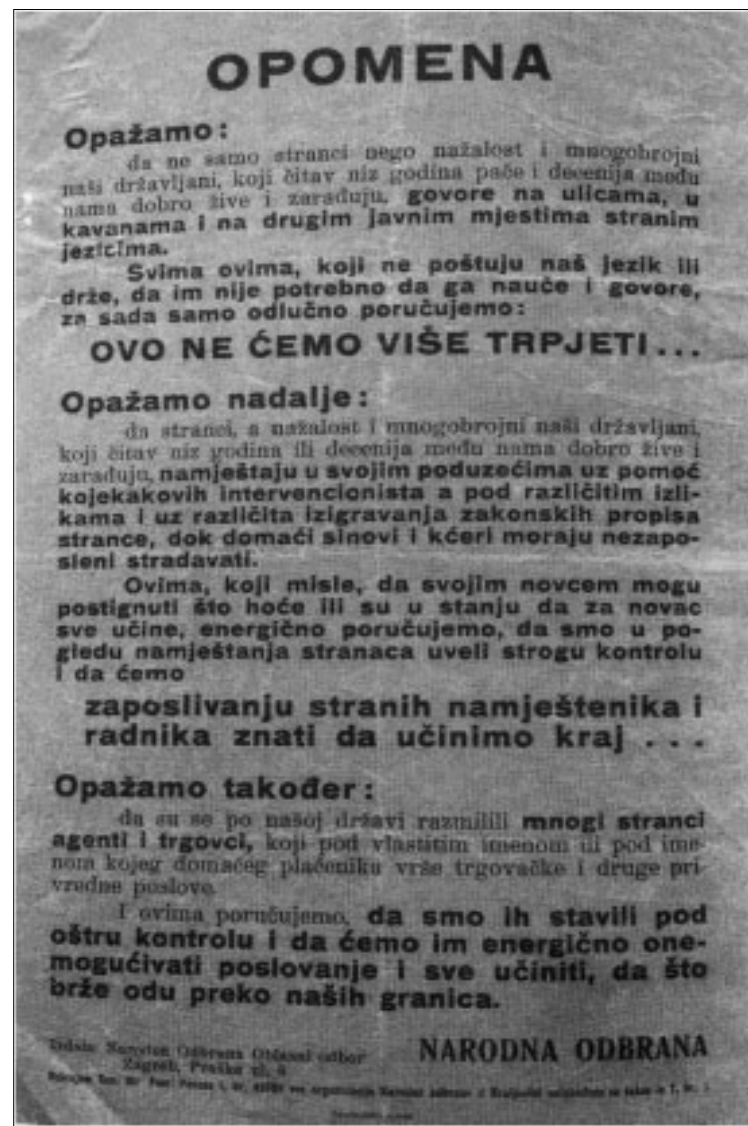 OPOMENA
Opažamo:
da ne samo stranci nego nažalost i mnogobrojni
naši državljani, koji čitav niz godina pače i decenija među
nama dobro žive i zarađuju, govore na ulicama, u
kavanama i na drugim javnim mjestima stranim
jezicima.
Svima ovima, koji ne poštuju naš jezik ili
drže, da im nije potrebno da ga nauče i govore,
za sada samo odlučno poručujemo:
OVO NE ĆEMO VIŠE TRPJETI...
Opažamo nadalje:
da stranci, a nažalost i mnogobrojni naši državljani,
koji čitav niz godina ili decenija među nama dobro žive i
zarađuju, namještaju u svojim poduzećima uz pomoć
kojekakovih intervencionista a pod različitim izli-
kama i uz različita izigravanja zakonskih propisa
strance, dok domaći sinovi i kćeri moraju nezapo-
sleni stradavati.
Ovima, koji misle, da svojim novcem mogu
postignuti što hoće ili su u stanju da za novac
sve učine, energično poručujemo, da smo u po-
gledu namještanja stranaca uveli strogu kontrolu
i da ćemo
zaposlivanju stranih namještenika i
radnika znati da učinimo kraj . . .
Opažamo također:
da su se po našoj državi razmilili mnogi stranci
agenti i trgovci, koji pod vlastitim imenom ili pod ime-
nom kojeg domaćeg plaćenika vrše trgovačke i druge pri-
vredne poslove.
I ovima poručujemo, da smo ih stavili pod
oštru kontrolu i da ćemo im energično one-
mogućivati poslovanje i sve učiniti, da što
brže odu preko naših granica.
Izdaje Narodna Odbrana Oblasni odbor
Zagreb, Praška ul.
NARODNA ODBRANA